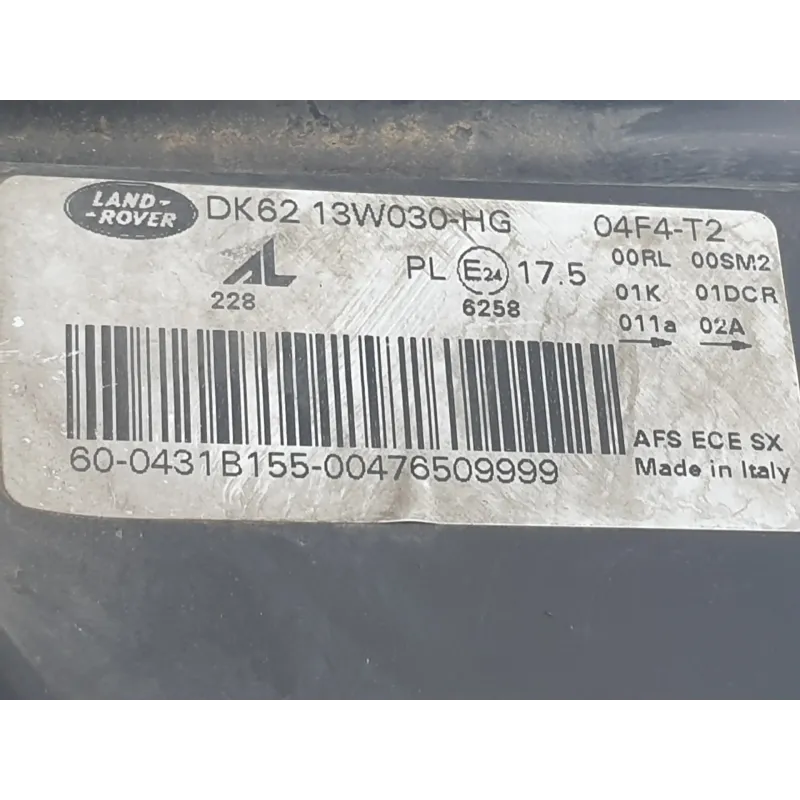 LAND-
-ROVER
DK62 13W030-HG 04F4-T2
AL
228
PL E24 17.5
6258
00RL 00SM2
01K 01DCR
011a 02A
60-0431B155-00476509999
AFS ECE SX
Made in Italy